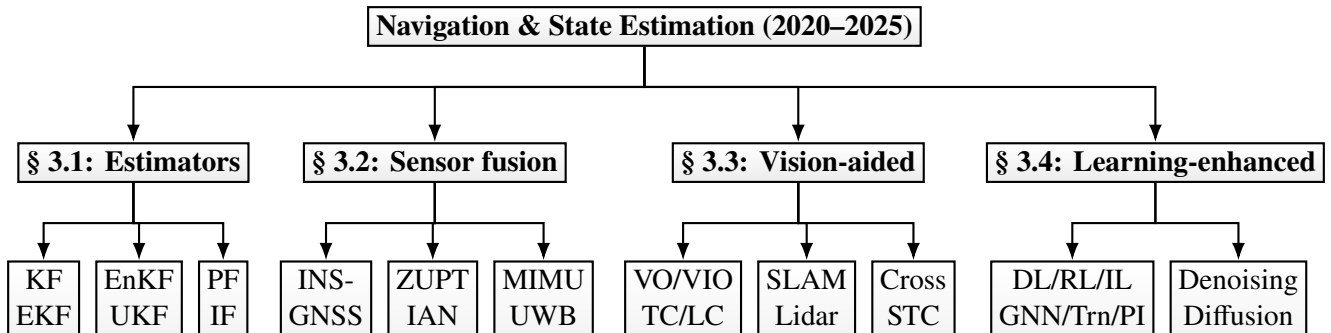 Navigation & State Estimation (2020–2025)
§ 3.1: Estimators
§ 3.2: Sensor fusion
§ 3.3: Vision-aided
§ 3.4: Learning-enhanced
KF
EKF
EnKF
UKF
PF
IF
INS-
GNSS
ZUPT
IAN
MIMU
UWB
VO/VIO
TC/LC
SLAM
Lidar
Cross
STC
DL/RL/IL
GNN/Trn/PI
Denoising
Diffusion